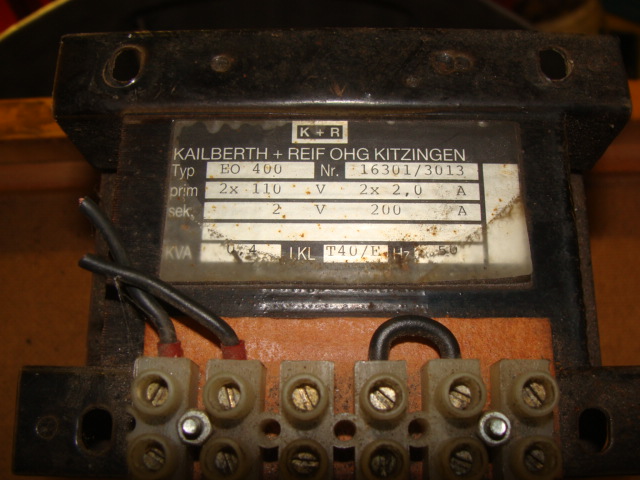 K + R
KAILBERTH + REIF OHG KITZINGEN
Typ EO 400 Nr. 16301/3013
prim 2x 110 V 2x 2,0 A
sek. 2 V 200 A
KVA 0,4 I.KL T40/E Hz 50